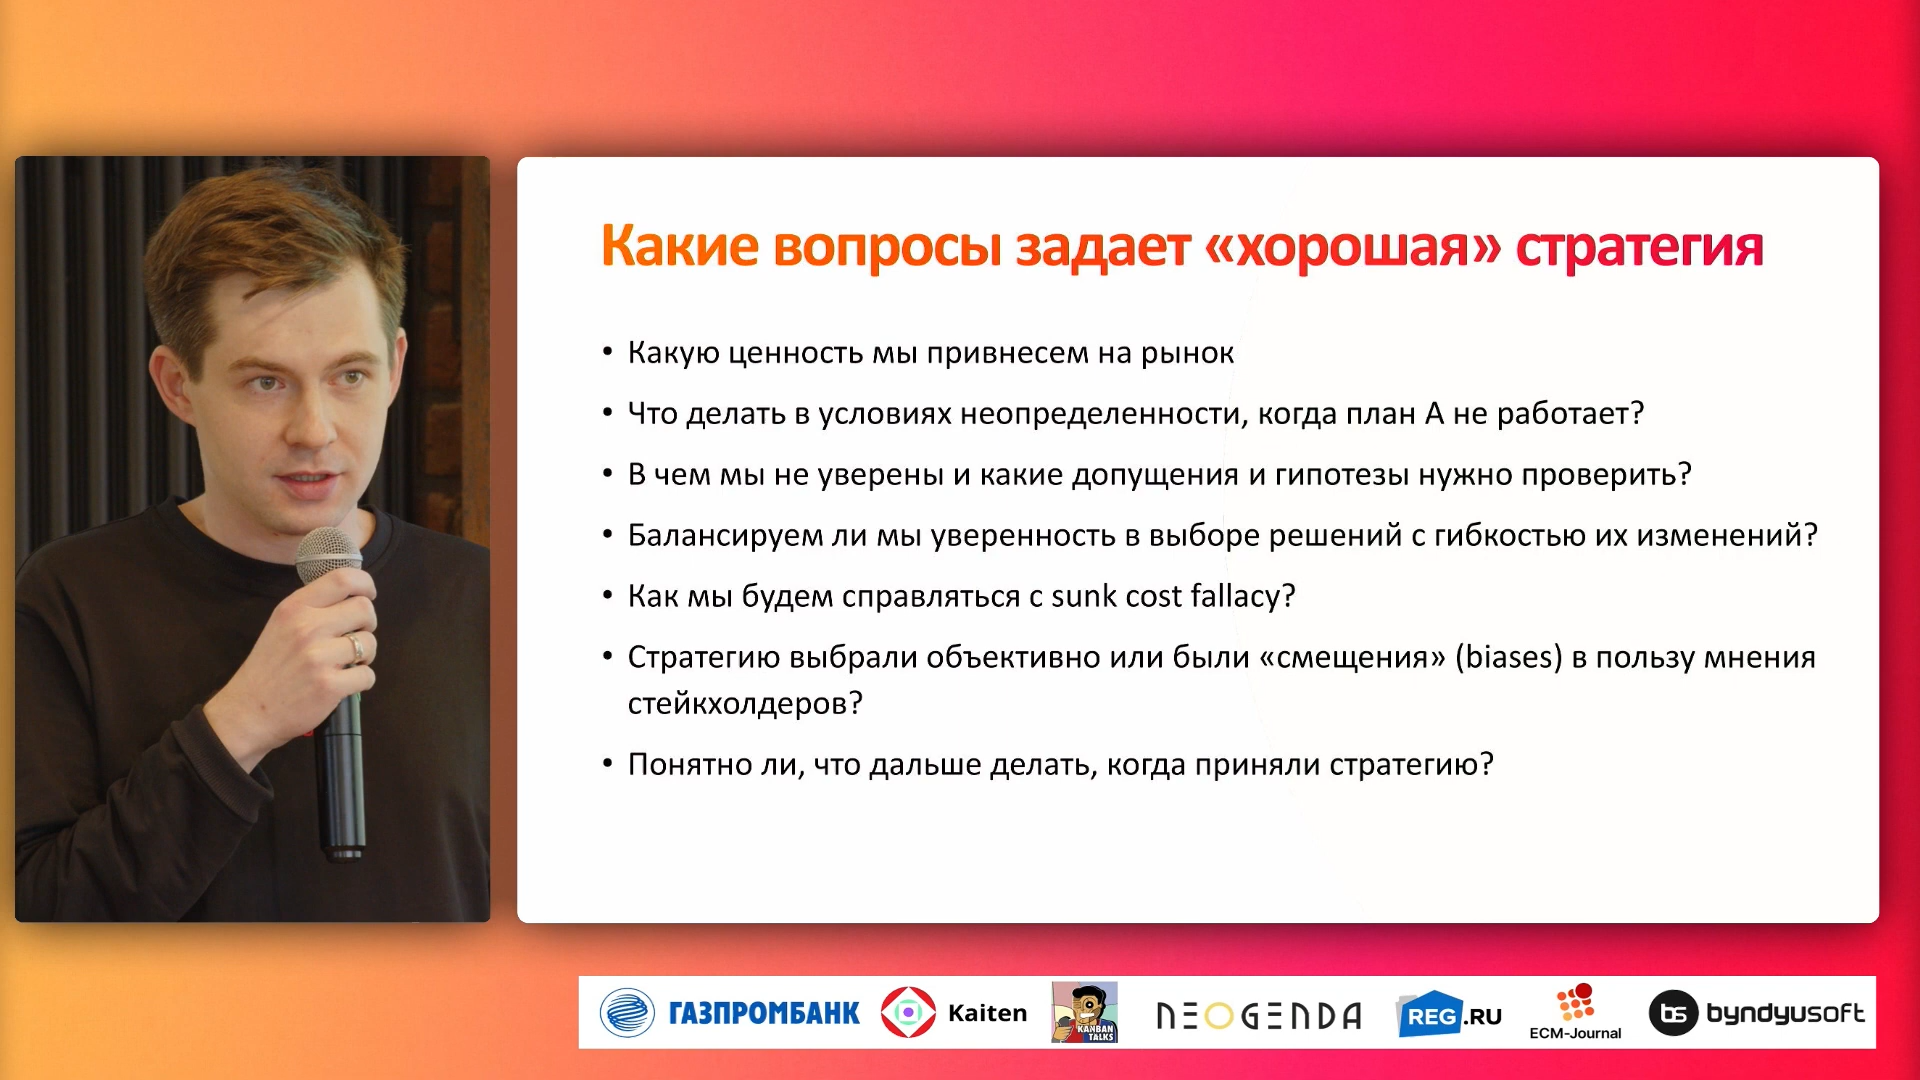 Какие вопросы задает «хорошая» стратегия
• Какую ценность мы привнесем на рынок
• Что делать в условиях неопределенности, когда план А не работает?
• В чем мы не уверены и какие допущения и гипотезы нужно проверить?
• Балансируем ли мы уверенность в выборе решений с гибкостью их изменений?
• Как мы будем справляться с sunk cost fallacy?
• Стратегию выбрали объективно или были «смещения» (biases) в пользу мнения
стейкхолдеров?
• Понятно ли, что дальше делать, когда приняли стратегию?
ГАЗПРОМБАНК
Kaiten
KANBAN
TALKS
NEOGENDA
REG.RU
ECM-Journal
bs byndyusoft